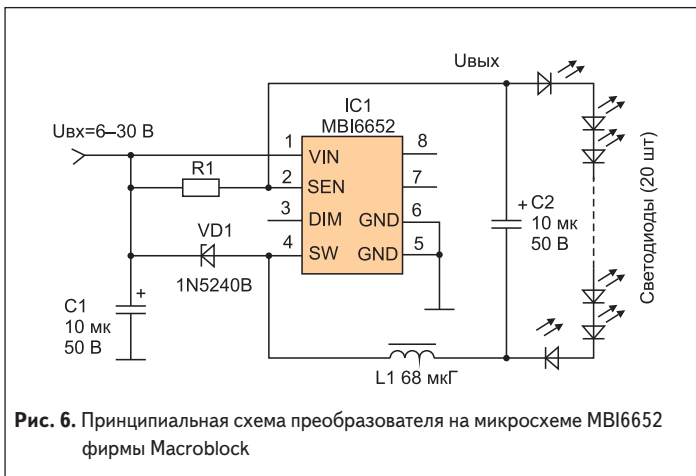 Uвых
IC1
MBI6652
Uвх=6–30 В
1
VIN
8
R1
2
SEN
7
3
DIM
GND
6
VD1
4
SW
GND
5
1N5240B
+ C2
10 мк
50 В
Светодиоды (20 шт)
C1
+
10 мк
50 В
L1 68 мкГ
Рис. 6. Принципиальная схема преобразователя на микросхеме MBI6652
фирмы Macroblock